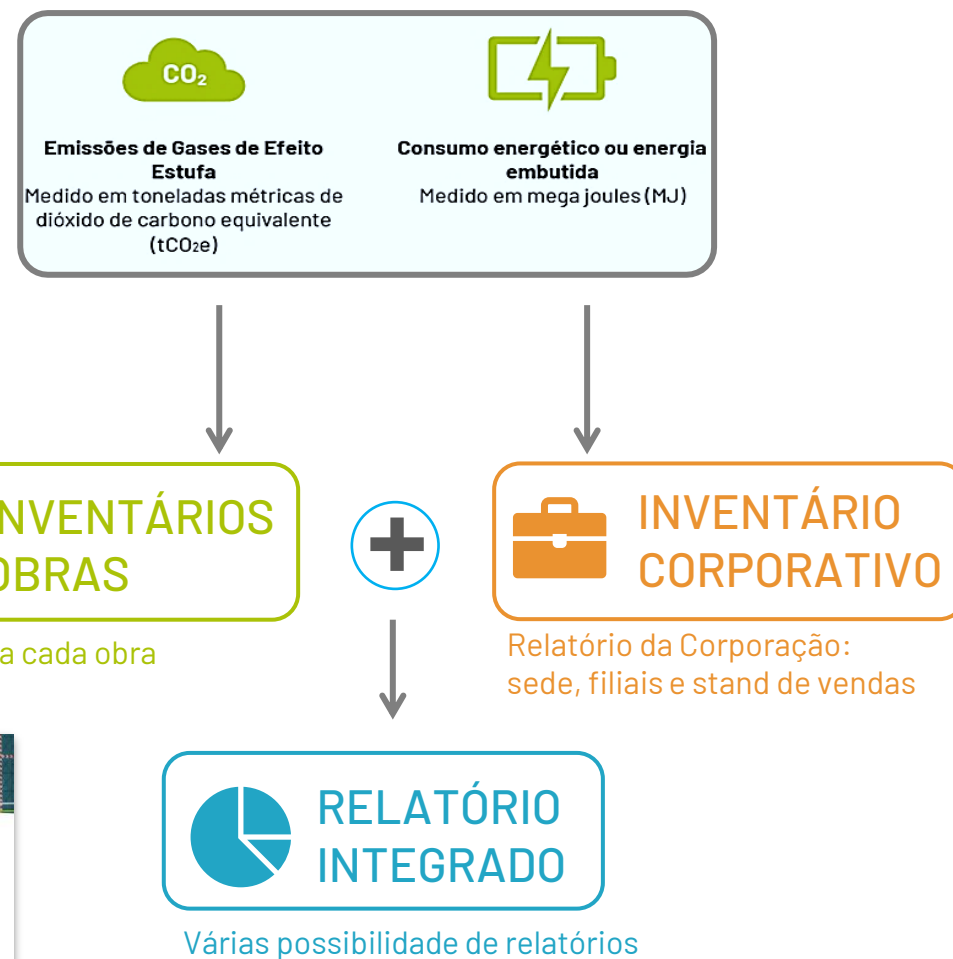 CO₂
Emissões de Gases de Efeito
Estufa
Medido em toneladas métricas de
dióxido de carbono equivalente
(tCO₂e)
Consumo energético ou energia
embutida
Medido em mega joules (MJ)
NVENTÁRIOS
OBRAS
a cada obra
INVENTÁRIO
CORPORATIVO
Relatório da Corporação:
sede, filiais e stand de vendas
RELATÓRIO
INTEGRADO
Várias possibilidade de relatórios